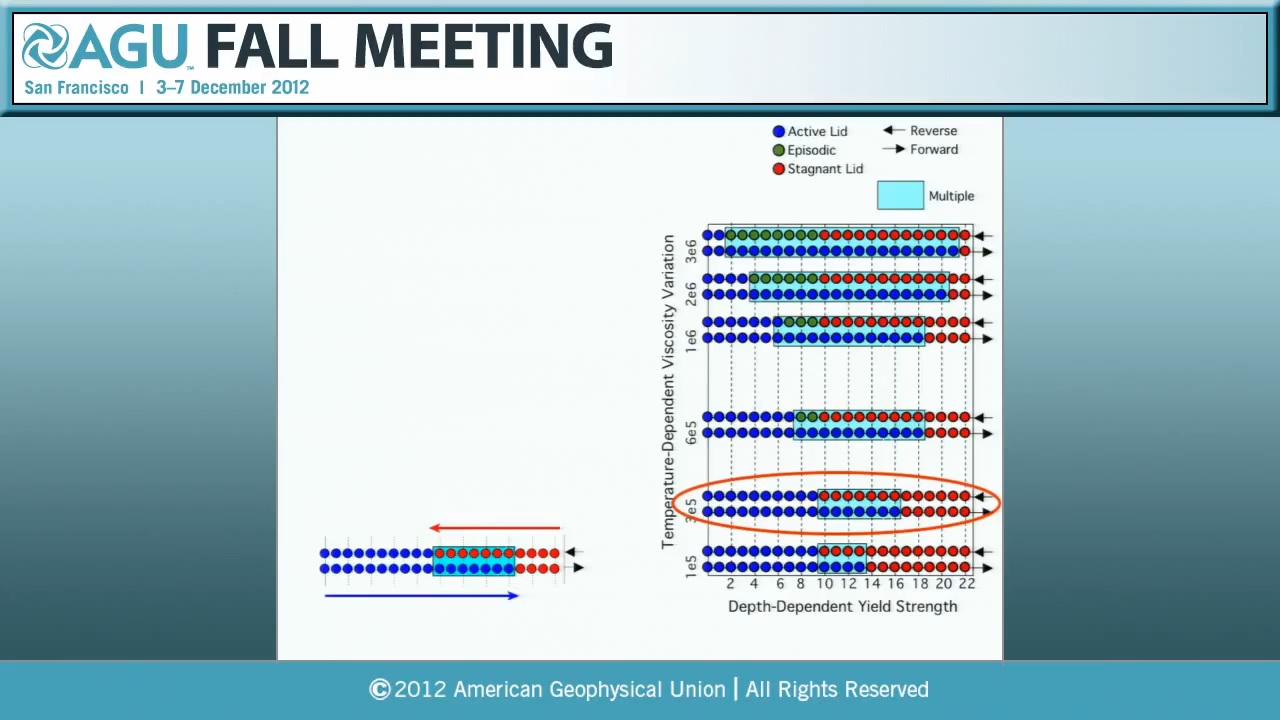 AGU FALL MEETING
San Francisco | 3–7 December 2012
Active Lid
Episodic
Stagnant Lid
Reverse
Forward
Multiple
Temperature-Dependent Viscosity Variation
3e6
2e6
1e6
6e5
3e5
1e5
2 4 6 8 10 12 14 16 18 20 22
Depth-Dependent Yield Strength
©2012 American Geophysical Union | All Rights Reserved